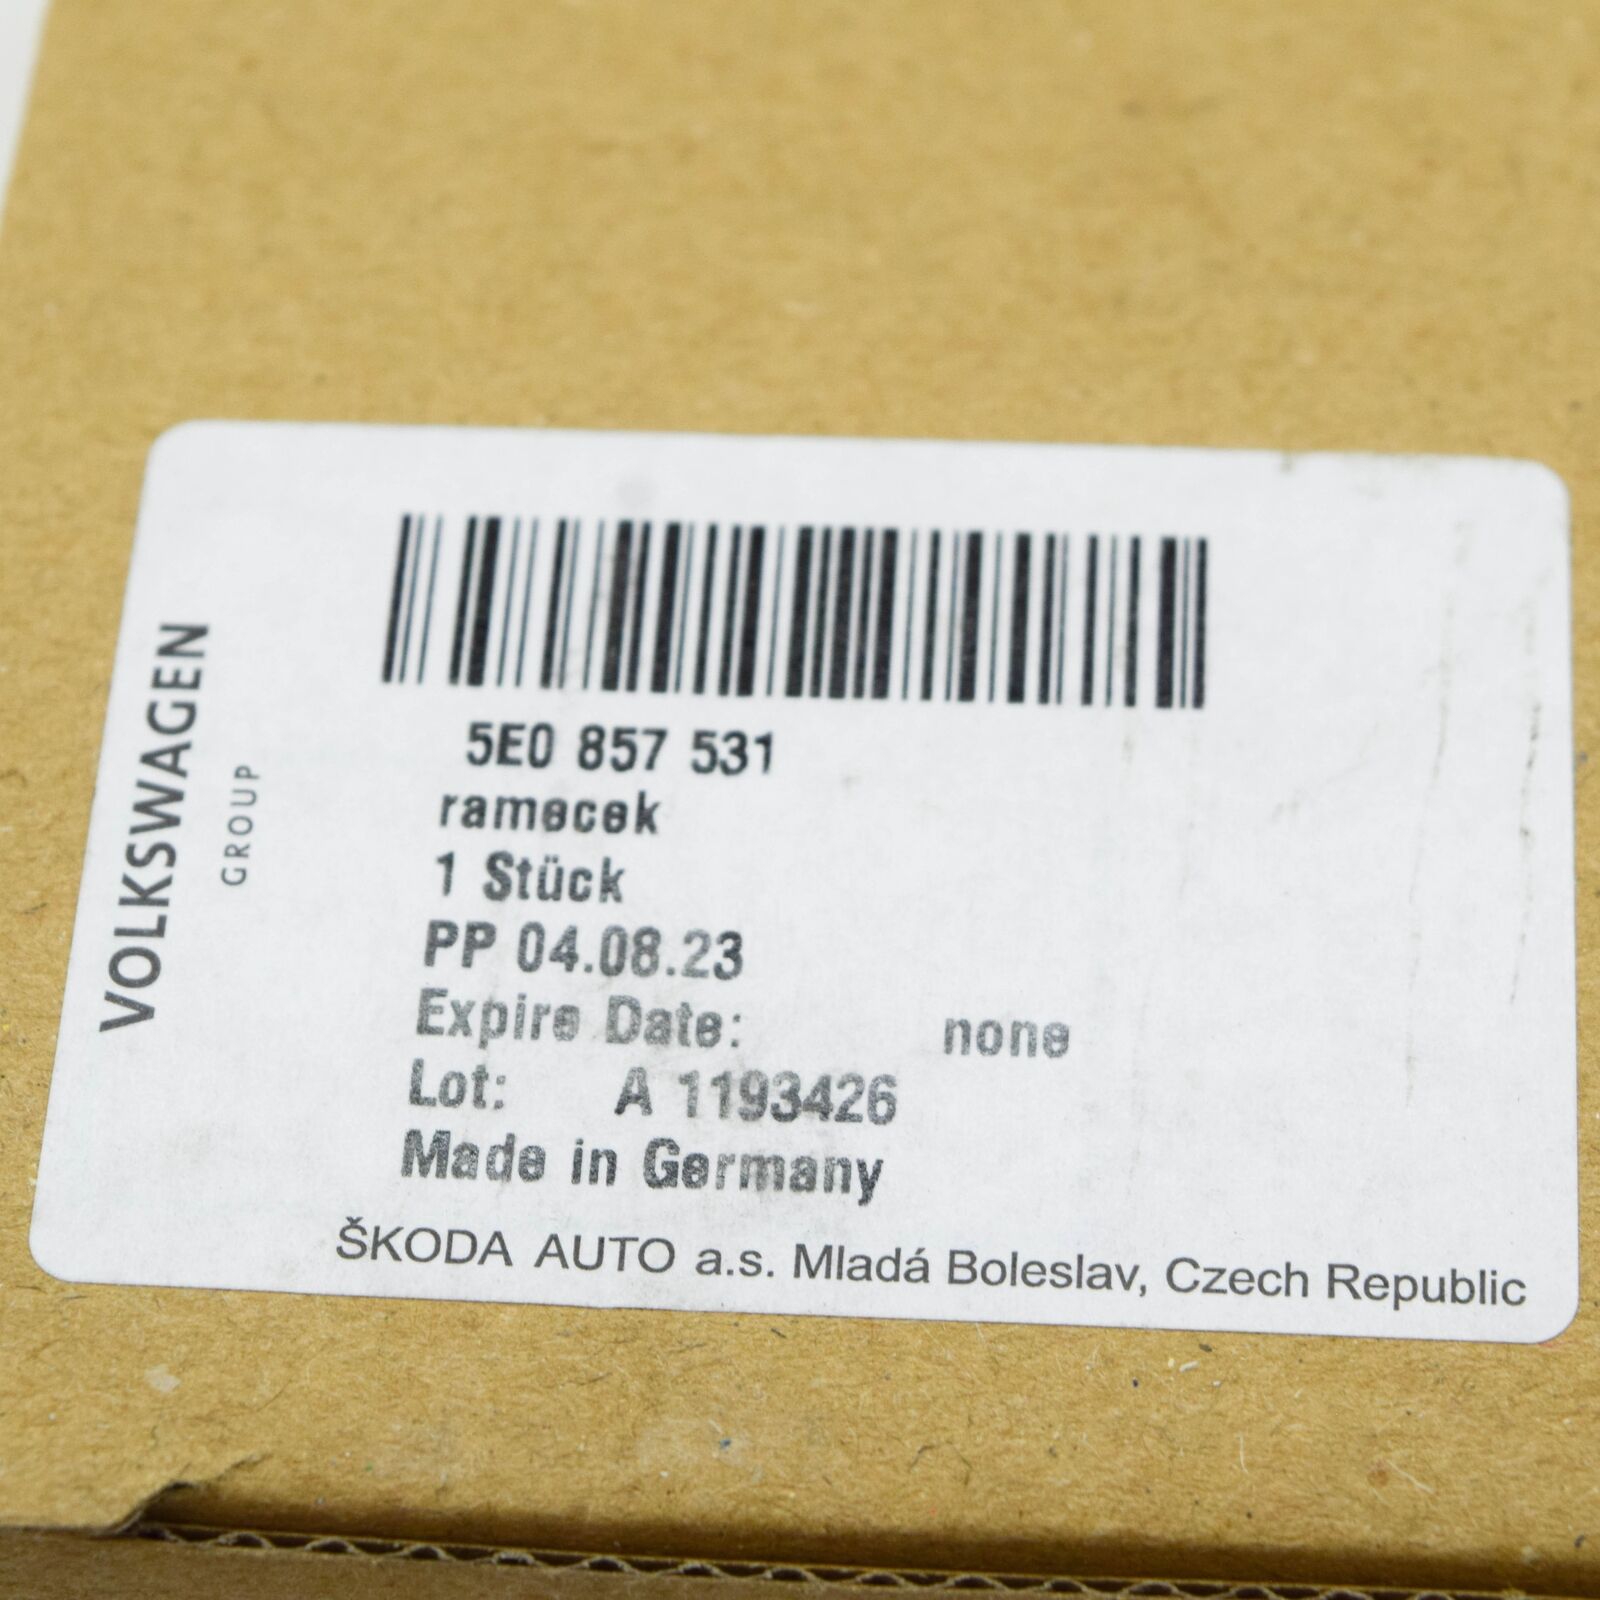 VOLKSWAGEN
GROUP
5E0 857 531
ramecek
1 Stück
PP 04.08.23
Expire Date: none
Lot: A 1193426
Made in Germany
ŠKODA AUTO a.s. Mladá Boleslav, Czech Republic